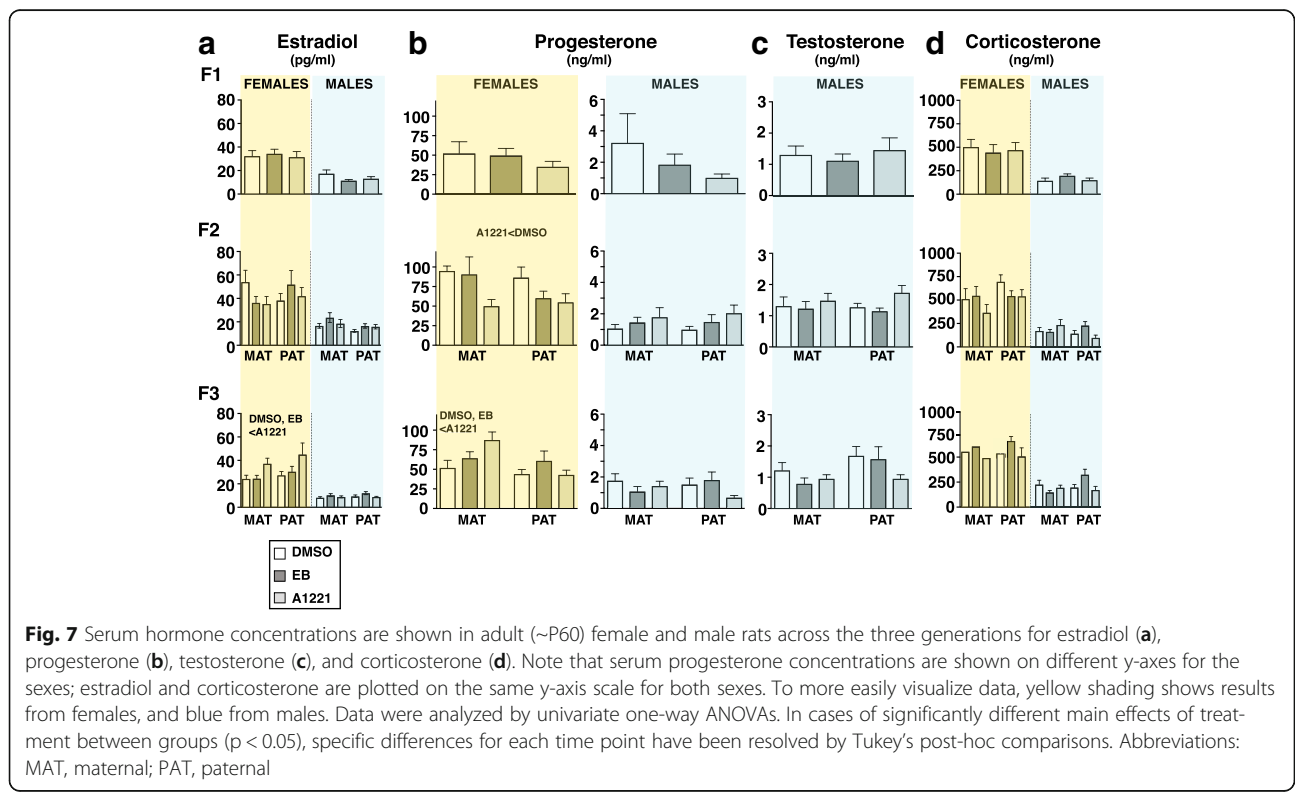 a Estradiol b Progesterone c Testosterone d Corticosterone
(pg/ml) (ng/ml) (ng/ml) (ng/ml)
F1
FEMALES MALES FEMALES MALES MALES FEMALES MALES
80 60 40 20 0
100 75 50 25 0
6 4 2 0
3 2 1 0
1000 750 500 250 0
F2
A1221<DMSO
80 60 40 20 0
100 75 50 25 0
6 4 2 0
3 2 1 0
1000 750 500 250 0
MAT PAT MAT PAT MAT PAT MAT PAT MAT PAT MAT PAT MAT PAT
F3
DMSO, EB
<A1221
DMSO, EB
<A1221
80 60 40 20 0
100 75 50 25 0
6 4 2 0
3 2 1 0
1000 750 500 250 0
MAT PAT MAT PAT MAT PAT MAT PAT MAT PAT MAT PAT MAT PAT
DMSO
EB
A1221
Fig. 7 Serum hormone concentrations are shown in adult (~P60) female and male rats across the three generations for estradiol (a),
progesterone (b), testosterone (c), and corticosterone (d). Note that serum progesterone concentrations are shown on different y-axes for the
sexes; estradiol and corticosterone are plotted on the same y-axis scale for both sexes. To more easily visualize data, yellow shading shows results
from females, and blue from males. Data were analyzed by univariate one-way ANOVAs. In cases of significantly different main effects of treat-
ment between groups (p < 0.05), specific differences for each time point have been resolved by Tukey's post-hoc comparisons. Abbreviations:
MAT, maternal; PAT, paternal